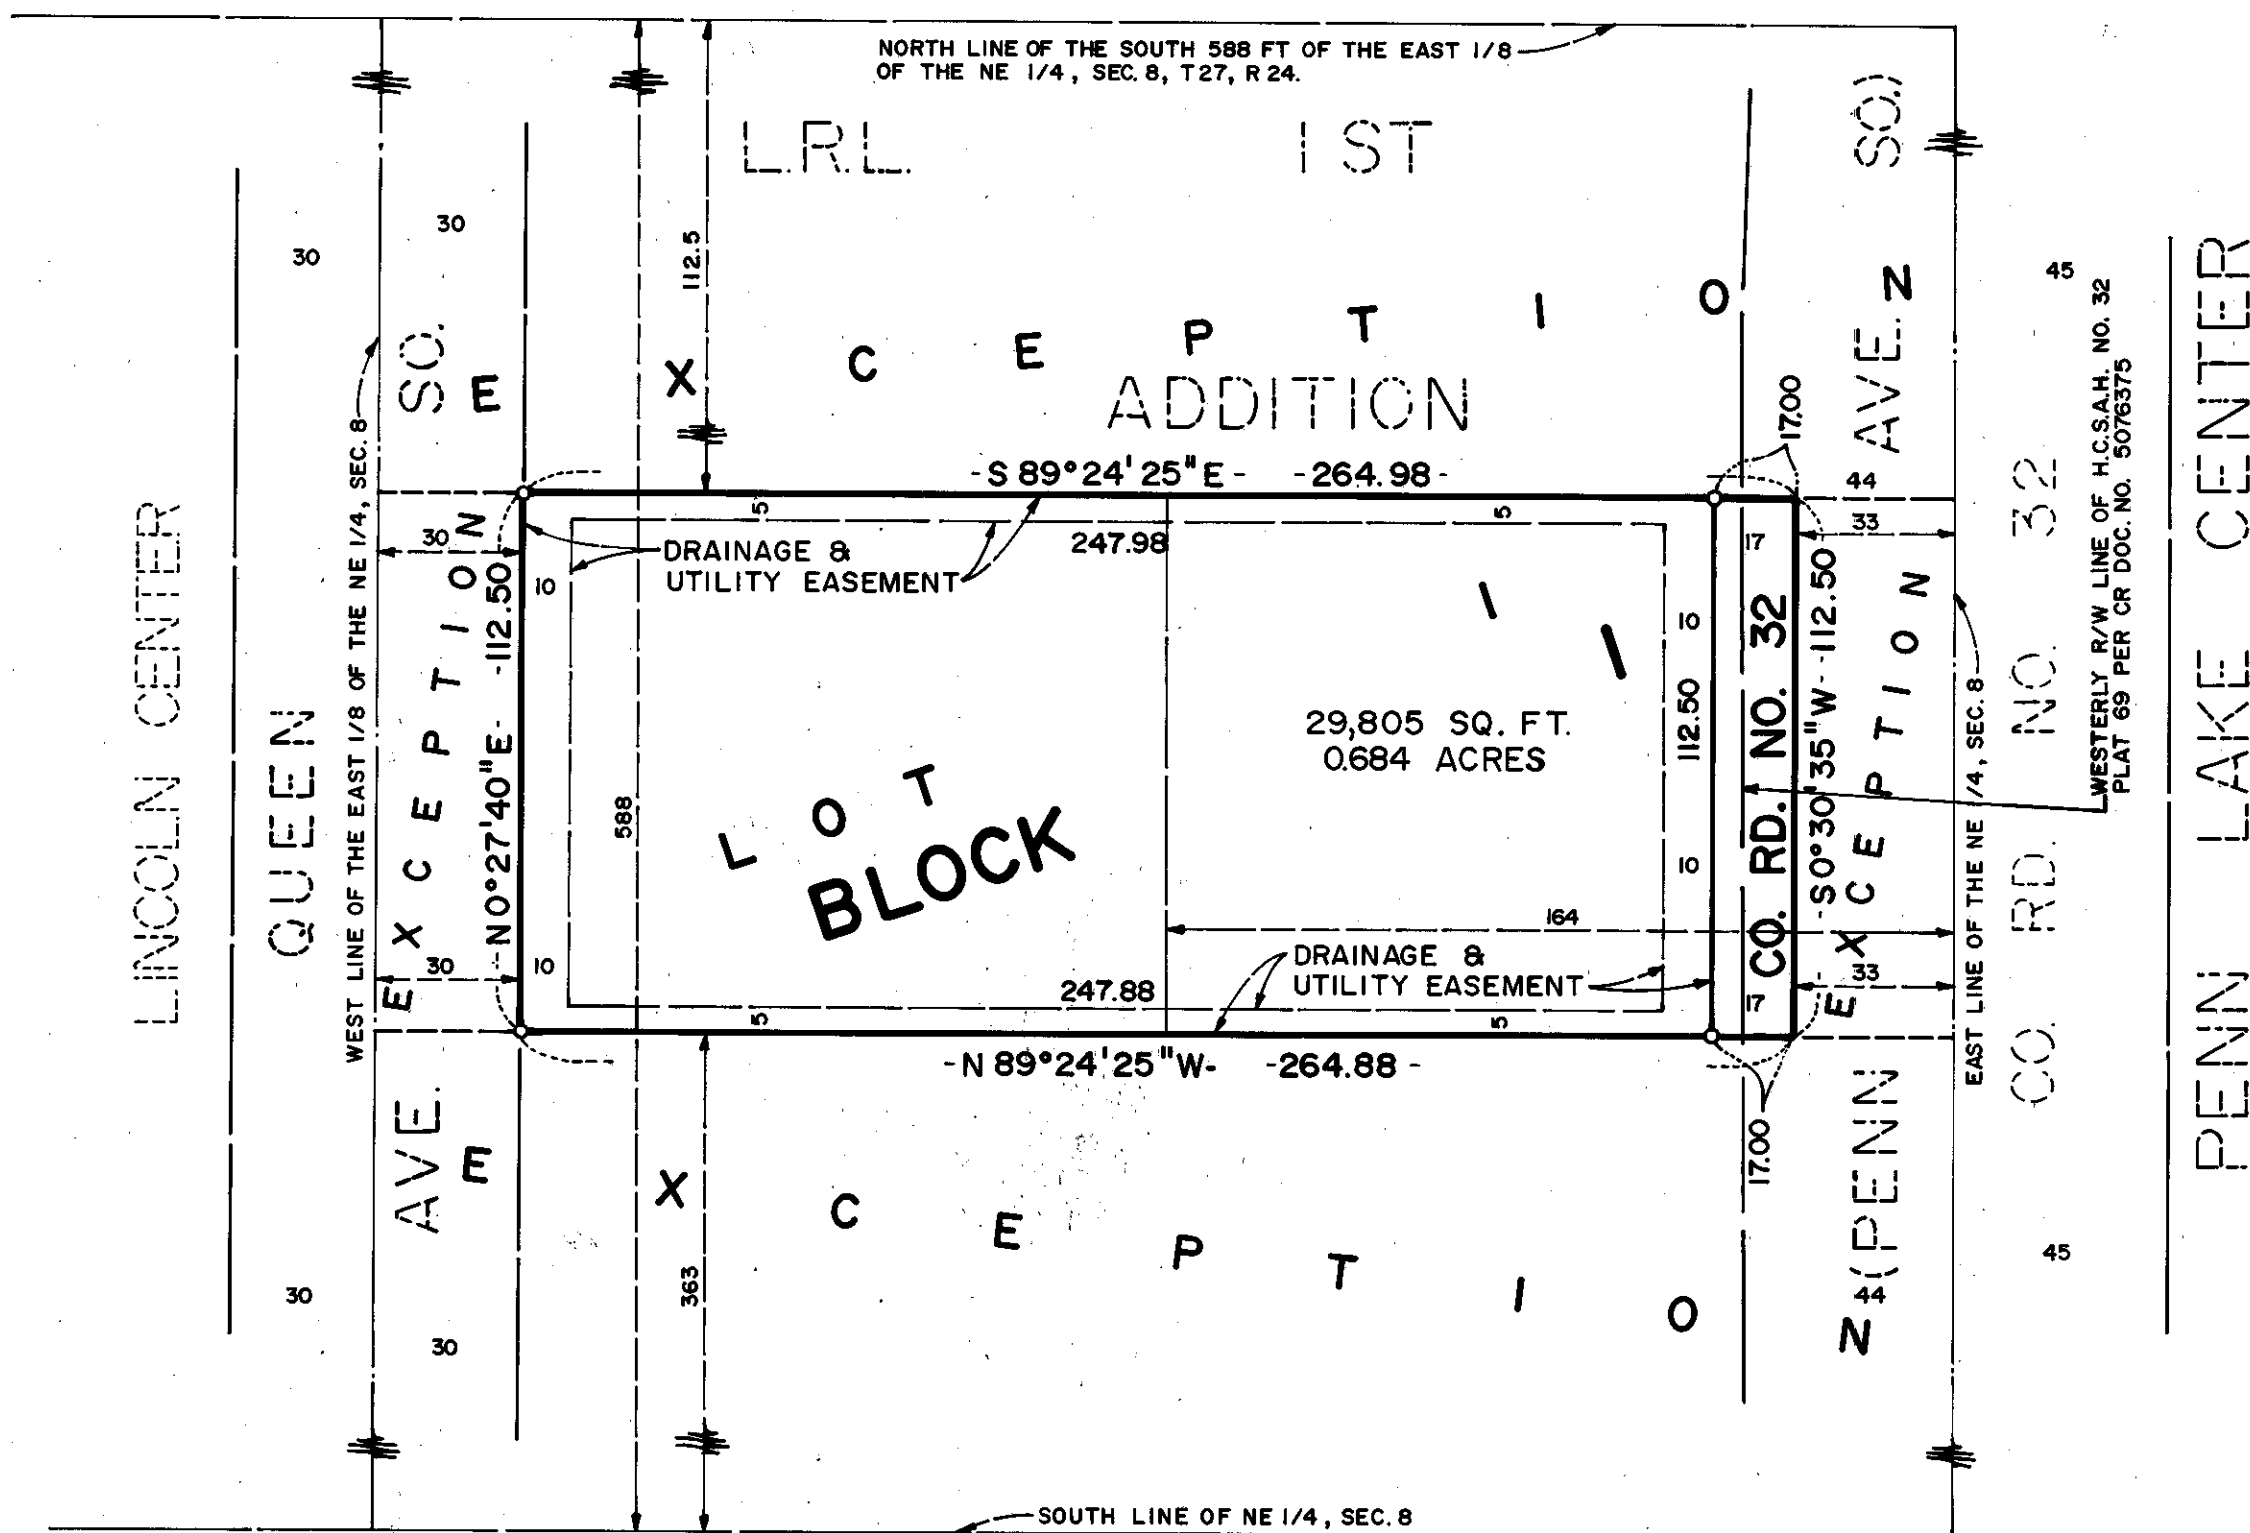 NORTH LINE OF THE SOUTH 588 FT OF THE EAST 1/8
OF THE NE 1/4, SEC. 8, T27, R 24.
L.R.L. 1 ST
ADDITION
EXCEPTION
112.5
30
30
45
-S 89°24'25"E- -264.98-
17.00
44
30
33
5
5
247.98
17
DRAINAGE &
UTILITY EASEMENT
10
10
LINCOLN CENTER
QUEEN AVE. SO.
WEST LINE OF THE EAST 1/8 OF THE NE 1/4, SEC. 8
EXCEPTION
-N0°27'40"E- -112.50
588
LOT 1
BLOCK 1
29,805 SQ. FT.
0.684 ACRES
112.50
CO. RD. NO. 32
-S0°30'35"W- -112.50
EXCEPTION
EAST LINE OF THE NE /4, SEC. 8
CO. RD. NO. 32
(PENN AVE. SO.)
WESTERLY R/W LINE OF H.C.S.A.H. NO. 32
PLAT 69 PER CR DOC. NO. 5076375
PENN LAKE CENTER
10
164
30
10
DRAINAGE &
UTILITY EASEMENT
33
247.88
17
5
5
-N 89°24'25"W- -264.88-
17.00
EXCEPTION
363
30
30
44
45
SOUTH LINE OF NE 1/4, SEC. 8